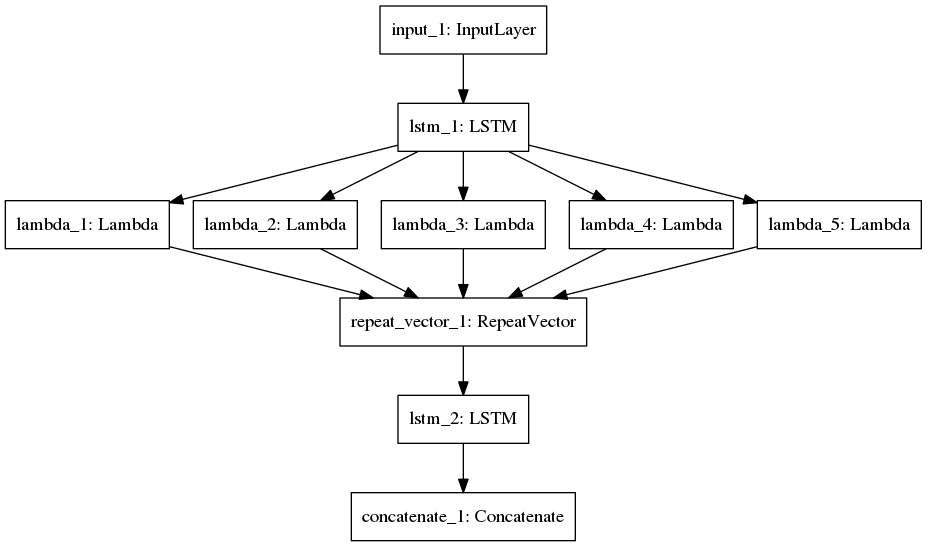 input_1: InputLayer
lstm_1: LSTM
lambda_1: Lambda
lambda_2: Lambda
lambda_3: Lambda
lambda_4: Lambda
lambda_5: Lambda
repeat_vector_1: RepeatVector
lstm_2: LSTM
concatenate_1: Concatenate